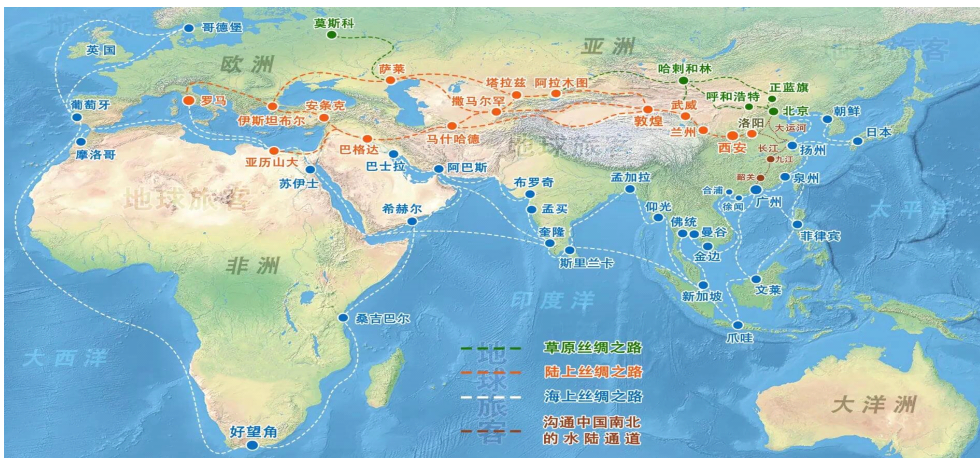 莫斯科
哥德堡
英国
欧洲
亚洲
地球旅客
哈剌和林
萨莱
塔拉兹
阿拉木图
正蓝旗
呼和浩特
北京
葡萄牙
罗马
安条克
伊斯坦布尔
撒马尔罕
敦煌
武威
兰州
洛阳
西安
大运河
朝鲜
日本
扬州
摩洛哥
亚历山大
巴格达
马什哈德
地球旅客
长江
九江
韶关
苏伊士
巴士拉
阿巴斯
布罗奇
孟加拉
合浦
徐闻
广州
泉州
地球旅客
希赫尔
孟买
仰光
佛统
曼谷
金边
菲律宾
太平洋
奎隆
斯里兰卡
非洲
新加坡
文莱
印度洋
桑吉巴尔
爪哇
大西洋
草原丝绸之路
陆上丝绸之路
海上丝绸之路
沟通中国南北
的水陆通道
地球旅客
大洋洲
好望角